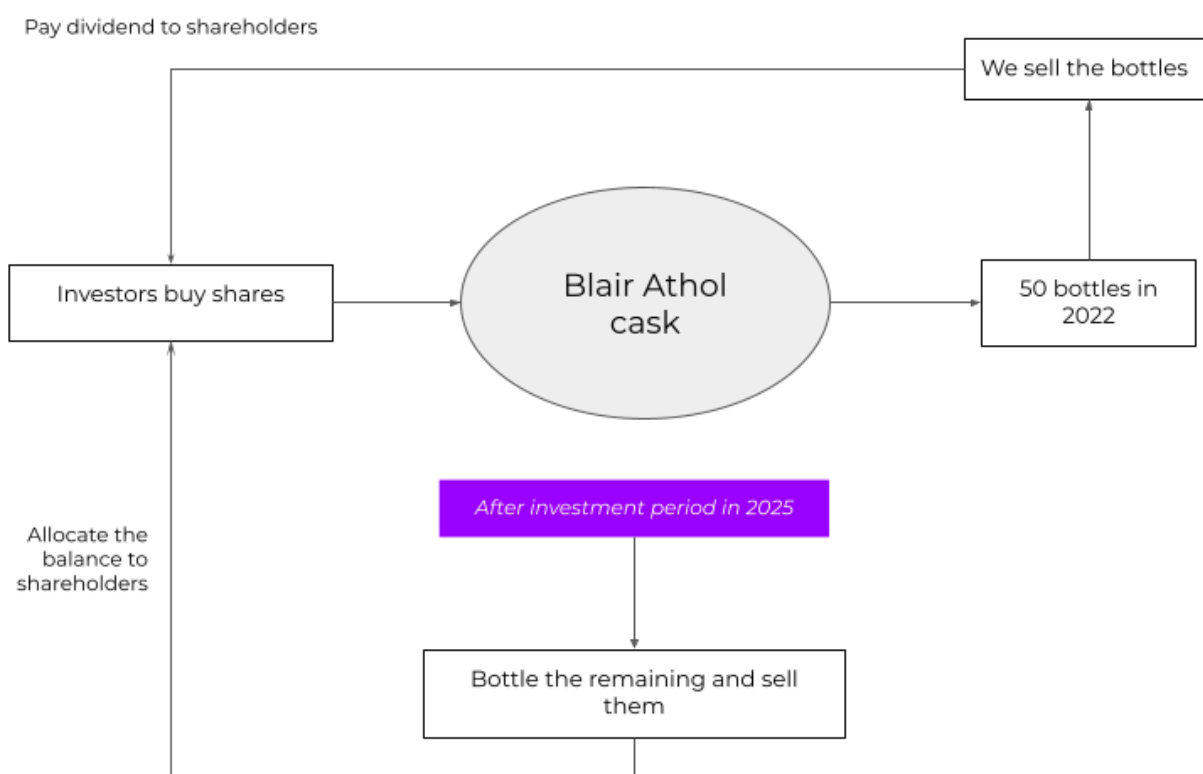 Pay dividend to shareholders
We sell the bottles
Investors buy shares
Blair Athol
cask
50 bottles in
2022
After investment period in 2025
Allocate the
balance to
shareholders
Bottle the remaining and sell
them